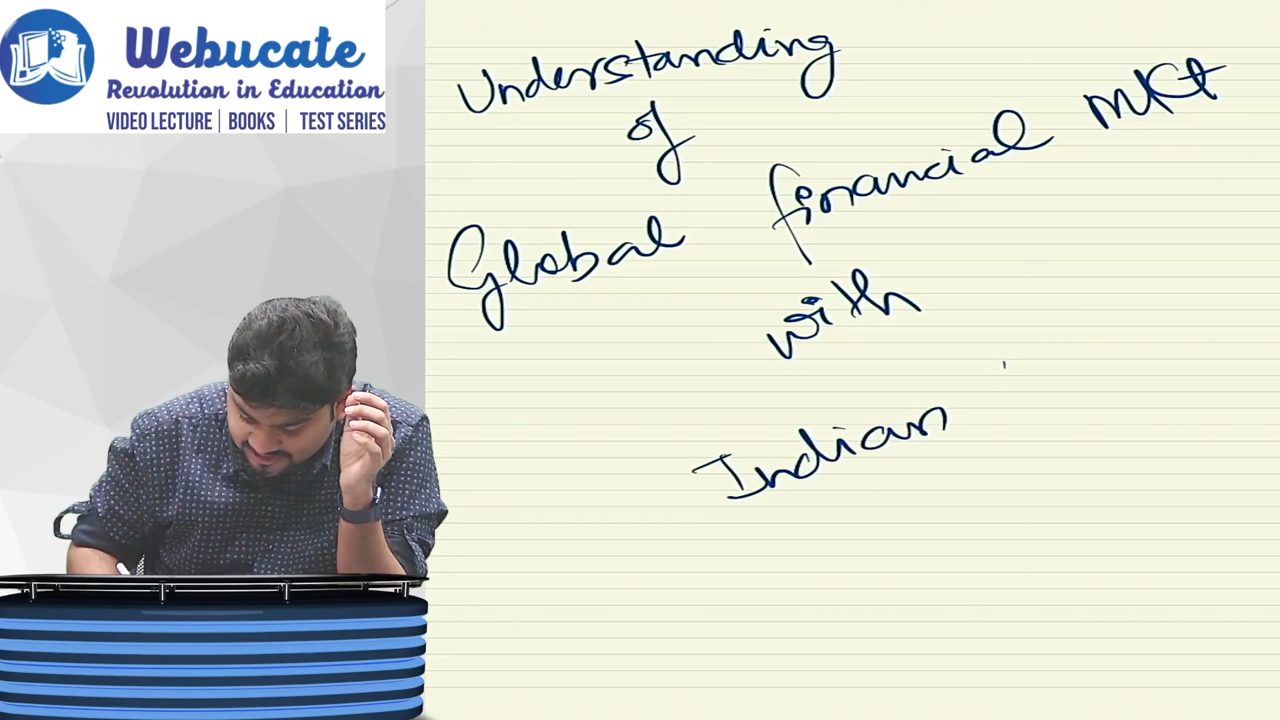 Webucate
Revolution in Education
VIDEO LECTURE | BOOKS | TEST SERIES
Understanding
of
Global financial mkt
with
Indian